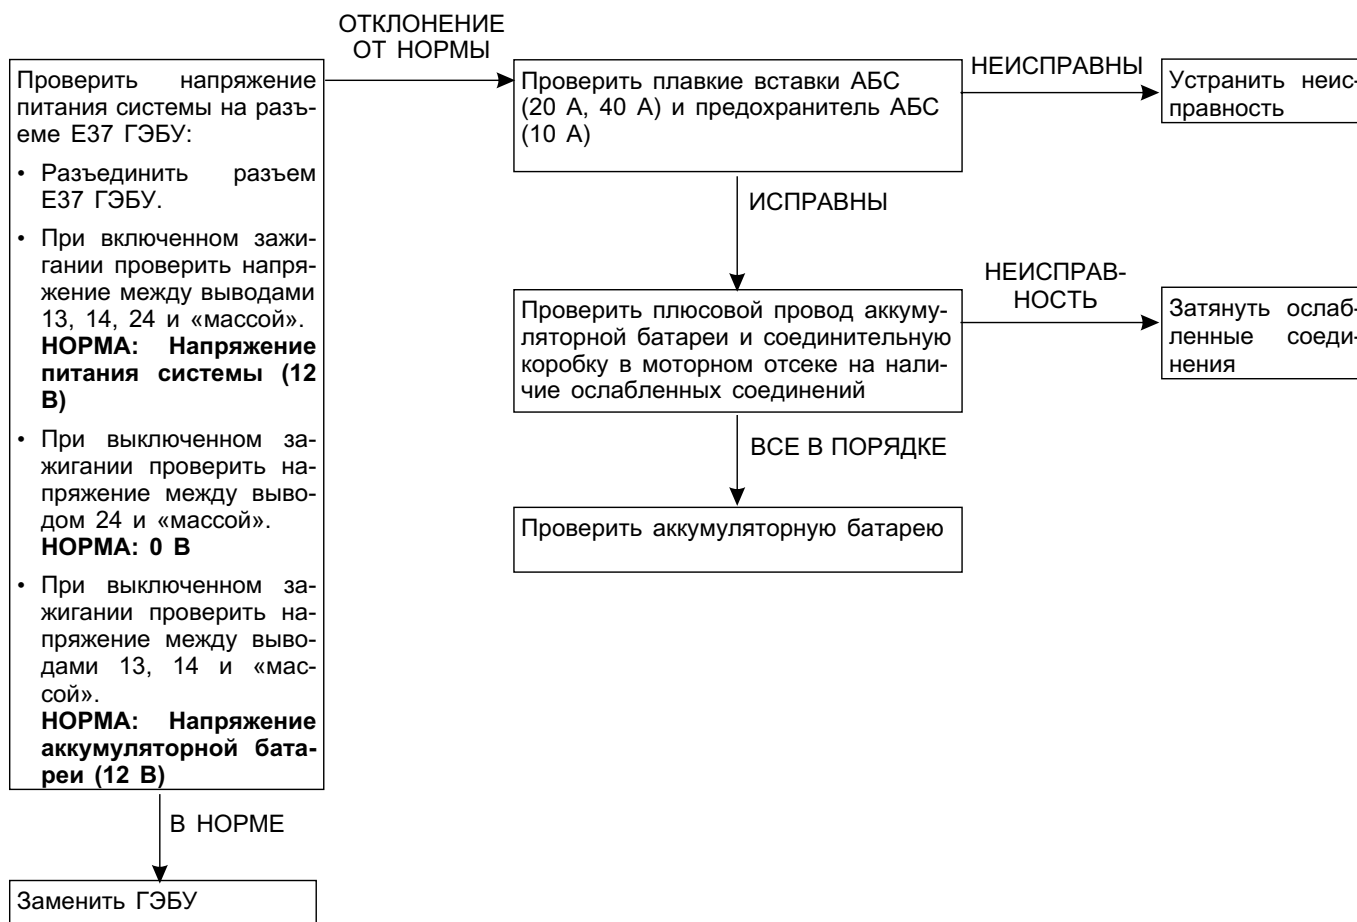 ОТКЛОНЕНИЕ
ОТ НОРМЫ
Проверить напряжение
питания системы на разъ-
еме E37 ГЭБУ:
• Разъединить разъем
E37 ГЭБУ.
• При включенном зажи-
гании проверить напря-
жение между выводами
13, 14, 24 и «массой».
НОРМА: Напряжение
питания системы (12
В)
• При выключенном за-
жигании проверить на-
пряжение между выво-
дом 24 и «массой».
НОРМА: 0 В
• При выключенном за-
жигании проверить на-
пряжение между выво-
дами 13, 14 и «мас-
сой».
НОРМА: Напряжение
аккумуляторной бата-
реи (12 В)
В НОРМЕ
Заменить ГЭБУ
Проверить плавкие вставки АБС
(20 А, 40 А) и предохранитель АБС
(10 А)
НЕИСПРАВНЫ
Устранить неис-
правность
ИСПРАВНЫ
Проверить плюсовой провод аккуму-
ляторной батареи и соединительную
коробку в моторном отсеке на нали-
чие ослабленных соединений
НЕИСПРАВ-
НОСТЬ
Затянуть ослаб-
ленные соеди-
нения
ВСЕ В ПОРЯДКЕ
Проверить аккумуляторную батарею